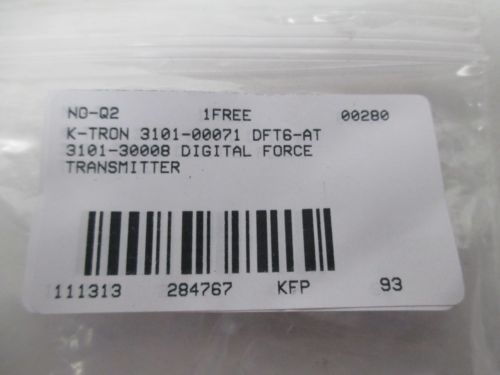 NO-Q2 1FREE 00280
K-TRON 3101-00071 DFT6-AT
3101-30008 DIGITAL FORCE
TRANSMITTER
111313 284767 KFP 93